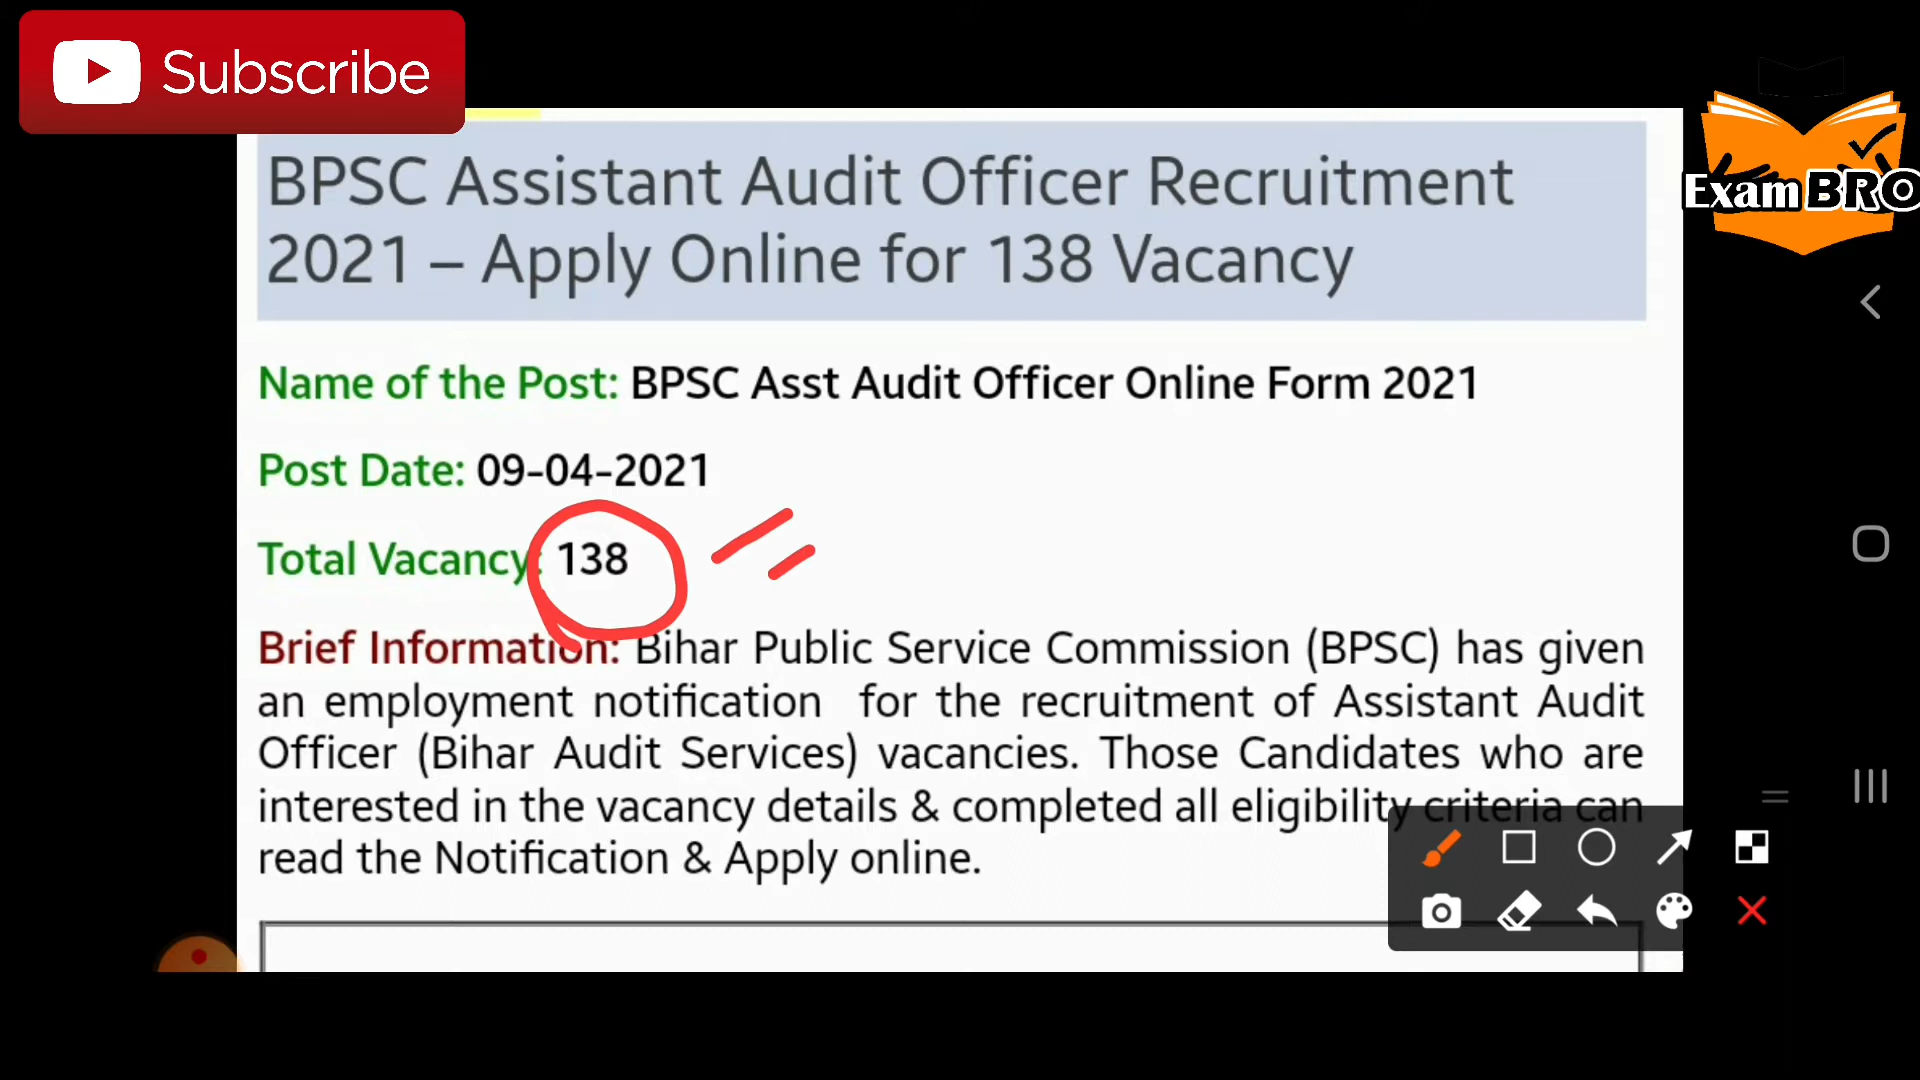 Subscribe
Exam BRO
BPSC Assistant Audit Officer Recruitment
2021 – Apply Online for 138 Vacancy
Name of the Post: BPSC Asst Audit Officer Online Form 2021
Post Date: 09-04-2021
Total Vacancy: 138
Brief Information: Bihar Public Service Commission (BPSC) has given
an employment notification for the recruitment of Assistant Audit
Officer (Bihar Audit Services) vacancies. Those Candidates who are
interested in the vacancy details & completed all eligibility criteria can
read the Notification & Apply online.